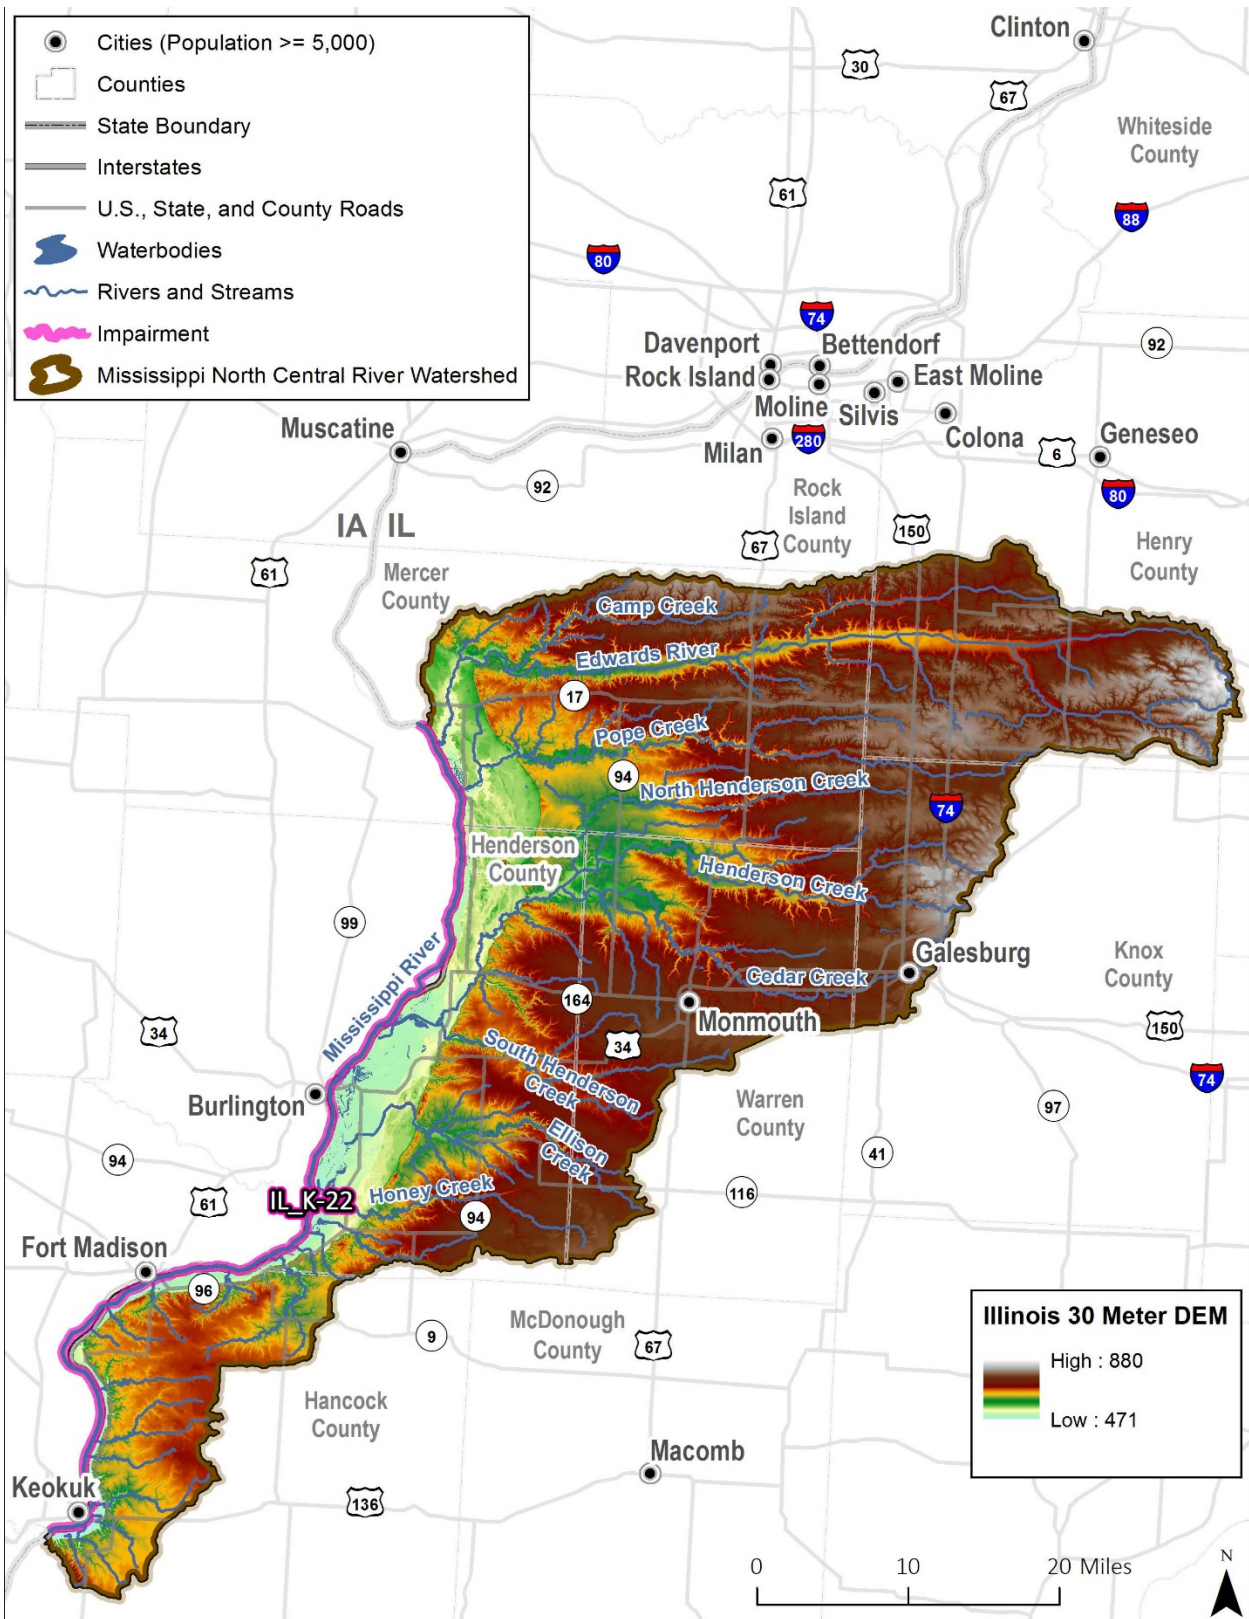 Cities (Population >= 5,000)
Counties
State Boundary
Interstates
U.S., State, and County Roads
Waterbodies
Rivers and Streams
Impairment
Mississippi North Central River Watershed
Clinton
30
67
Whiteside
County
61
88
80
74
92
Davenport
Bettendorf
Rock Island
East Moline
Moline
Silvis
Colona
Muscatine
Milan
280
6
Geneseo
92
80
IA
IL
Rock
Island
County
67
150
Henry
County
61
Mercer
County
Camp Creek
Edwards River
17
Pope Creek
94
North Henderson Creek
74
Henderson
County
Henderson Creek
99
Mississippi River
Galesburg
Cedar Creek
Knox
County
164
Monmouth
34
34
150
South Henderson
Creek
74
Burlington
Warren
County
97
Ellison
Creek
94
41
61
IL_K-22
Honey Creek
116
94
Fort Madison
96
McDonough
County
9
67
Illinois 30 Meter DEM
High : 880
Low : 471
Hancock
County
Macomb
Keokuk
136
0
10
20 Miles
N